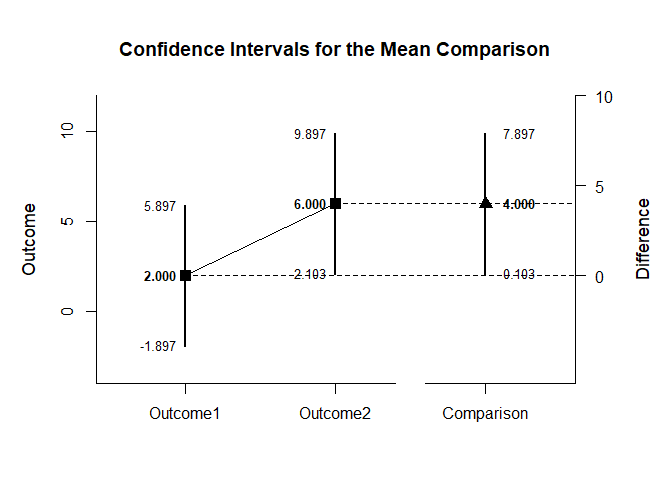 Confidence Intervals for the Mean Comparison
10
5
0
Outcome
5.897
2.000
-1.897
9.897
6.000
2.103
7.897
4.000
0.103
10
5
0
Difference
Outcome1
Outcome2
Comparison